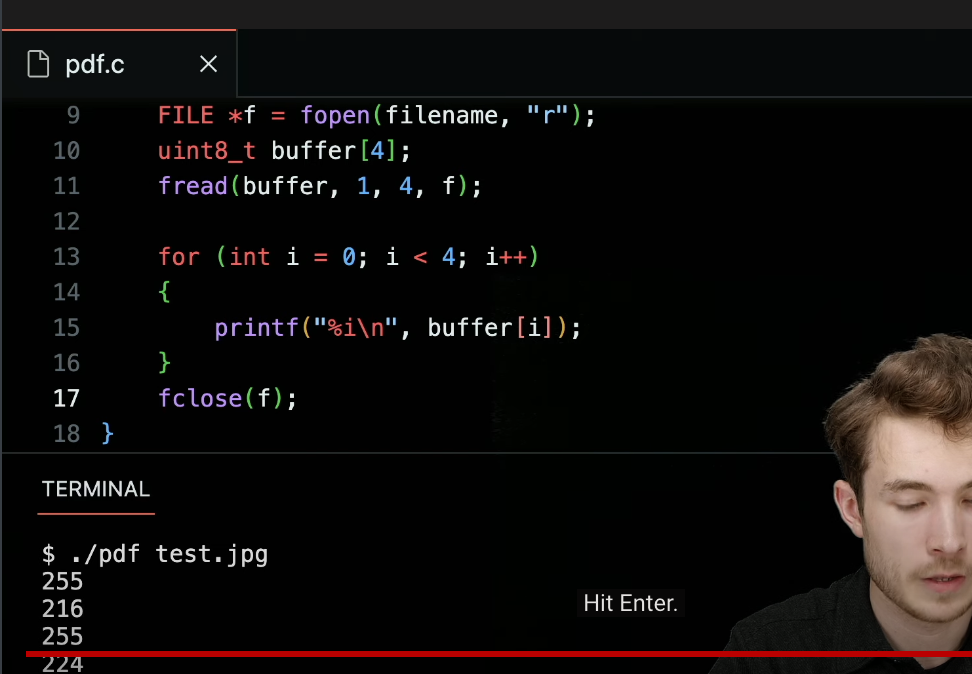 pdf.c
9 FILE *f = fopen(filename, "r");
10 uint8_t buffer[4];
11 fread(buffer, 1, 4, f);
12
13 for (int i = 0; i < 4; i++)
14 {
15 printf("%i\n", buffer[i]);
16 }
17 fclose(f);
18 }
TERMINAL
$ ./pdf test.jpg
255
216
255
224
Hit Enter.